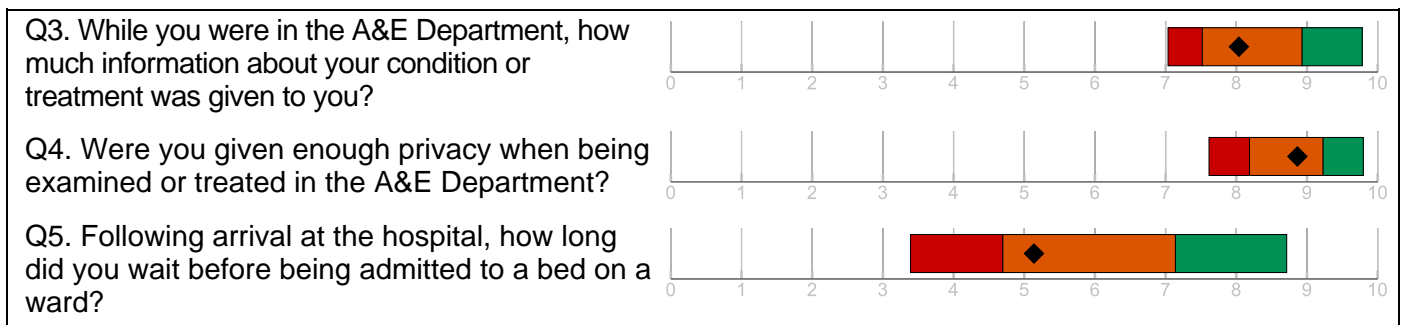 Q3. While you were in the A&E Department, how
much information about your condition or
treatment was given to you?
0 1 2 3 4 5 6 7 8 9 10
Q4. Were you given enough privacy when being
examined or treated in the A&E Department?
0 1 2 3 4 5 6 7 8 9 10
Q5. Following arrival at the hospital, how long
did you wait before being admitted to a bed on a
ward?
0 1 2 3 4 5 6 7 8 9 10